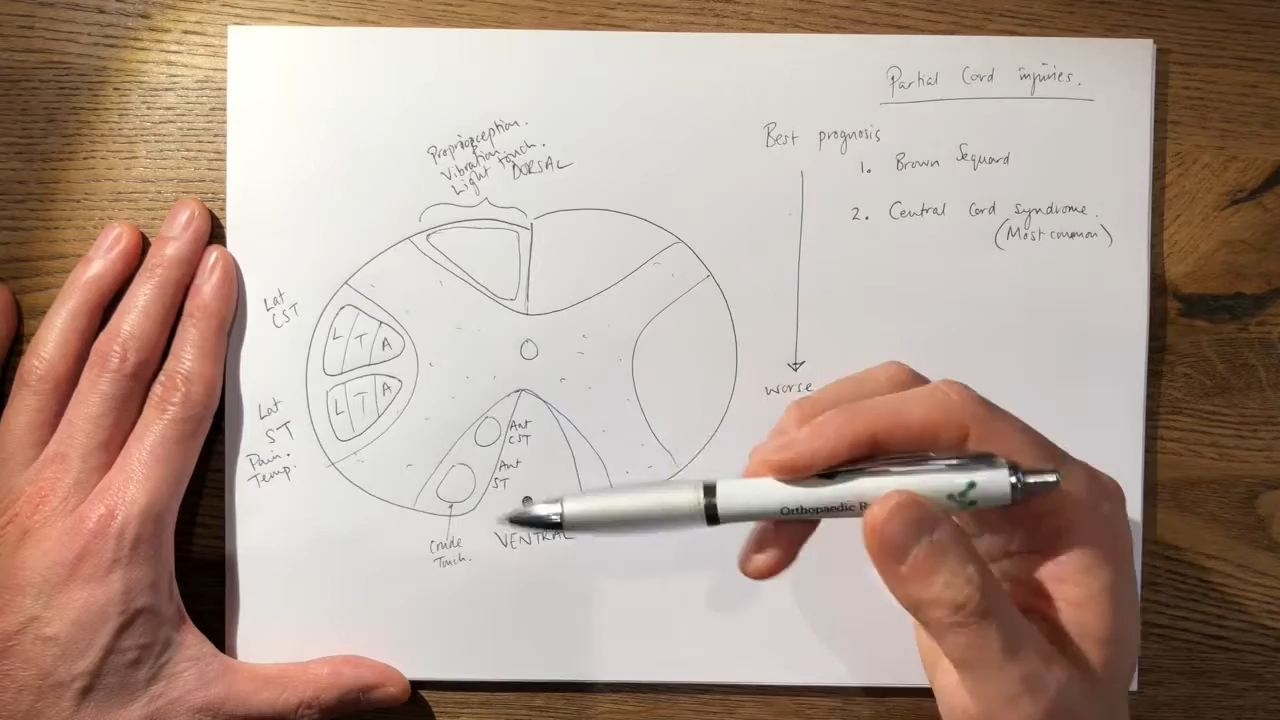 Partial Cord injuries.
Best prognosis
1. Brown Sequard
2. Central Cord syndrome.
(Most common)
worse
Proprioception.
Vibration
Light touch.
DORSAL
Lat
CST
L T A
Lat
ST
Pain.
Temp.
L T A
Ant
CST
Ant
ST
VENTRAL
Crude
Touch.
Orthopaedic